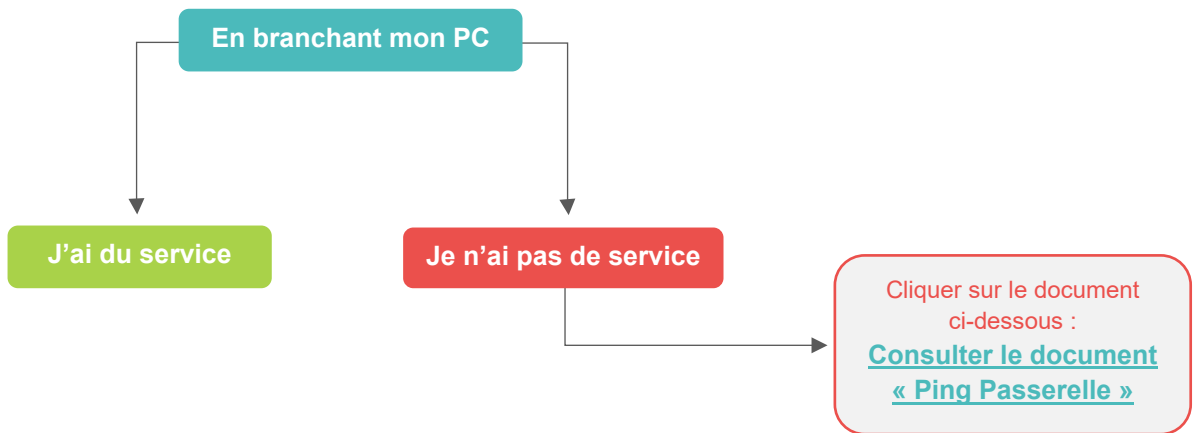 En branchant mon PC
J’ai du service
Je n’ai pas de service
Cliquer sur le document
ci-dessous :
Consulter le document
« Ping Passerelle »